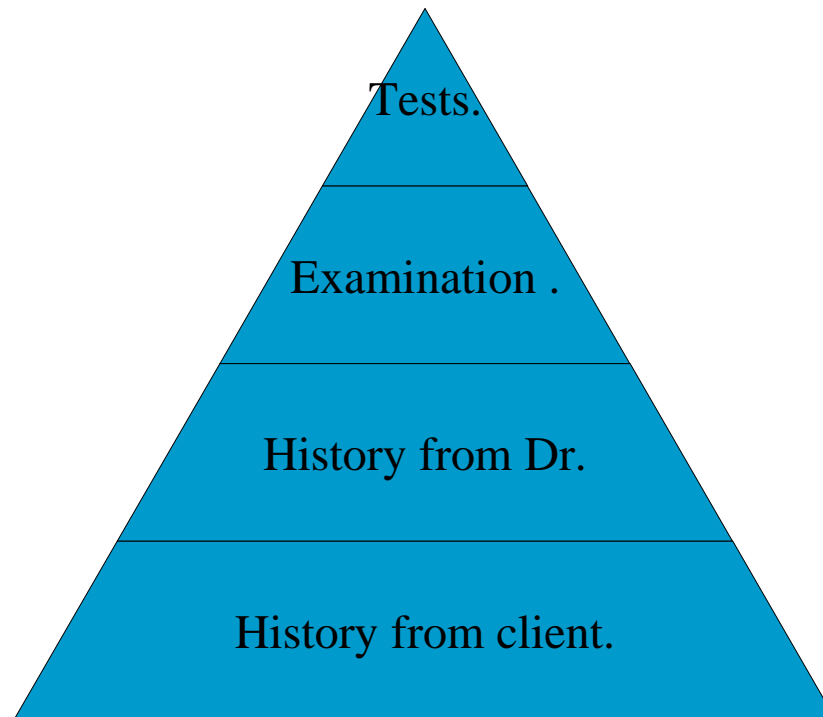 Tests.
Examination .
History from Dr.
History from client.